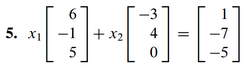 5. x₁ [6 -1 5] + x₂ [-3 4 0] = [1 -7 -5]